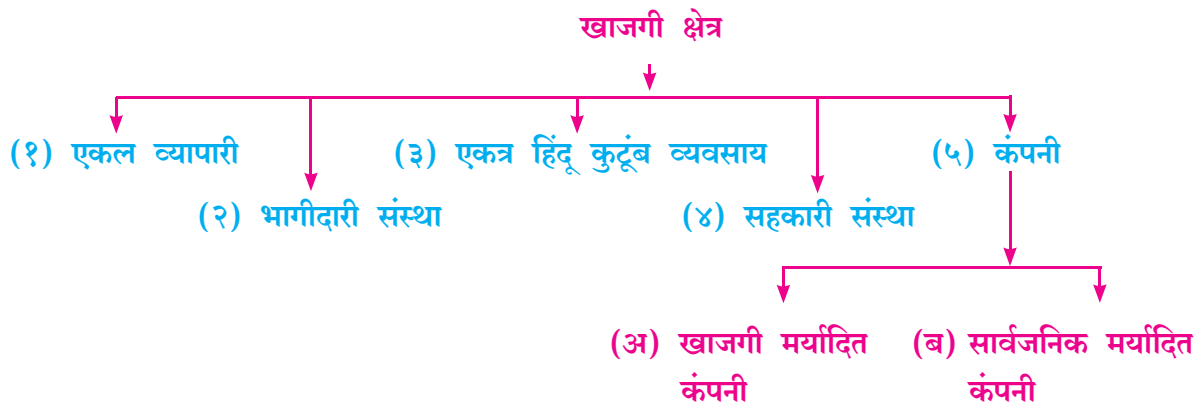 खाजगी क्षेत्र
(१) एकल व्यापारी
(३) एकत्र हिंदू कुटूंब व्यवसाय
(५) कंपनी
(२) भागीदारी संस्था
(४) सहकारी संस्था
(अ) खाजगी मर्यादित
कंपनी
(ब) सार्वजनिक मर्यादित
कंपनी